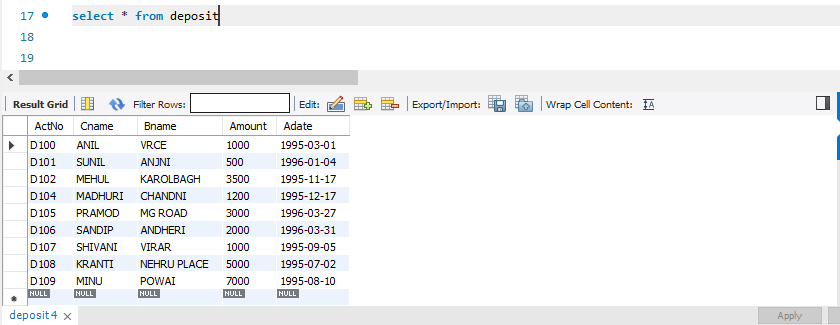 17 select * from deposit
18
19
Result Grid Filter Rows: Edit: Export/Import: Wrap Cell Content: IA
ActNo Cname Bname Amount Adate
D100 ANIL VRCE 1000 1995-03-01
D101 SUNIL ANJNI 500 1996-01-04
D102 MEHUL KAROLBAGH 3500 1995-11-17
D104 MADHURI CHANDNI 1200 1995-12-17
D105 PRAMOD MG ROAD 3000 1996-03-27
D106 SANDIP ANDHERI 2000 1996-03-31
D107 SHIVANI VIRAR 1000 1995-09-05
D108 KRANTI NEHRU PLACE 5000 1995-07-02
D109 MINU POWAI 7000 1995-08-10
NULL NULL NULL NULL NULL
deposit 4 Apply